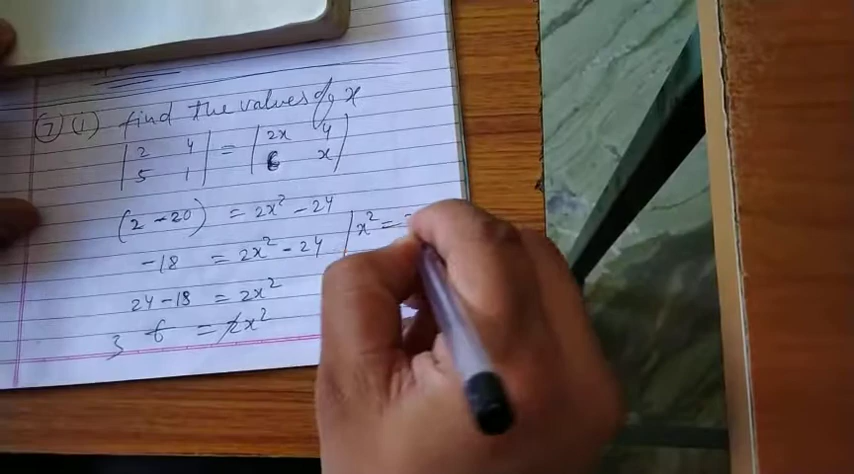 7) (i) find the values of x
| 2 4 | = | 2x 4 |
| 5 1 | | 6 x |
(2 - 20) = 2x² - 24
-18 = 2x² - 24
24 - 18 = 2x²
3 6 = 2x²
x² =